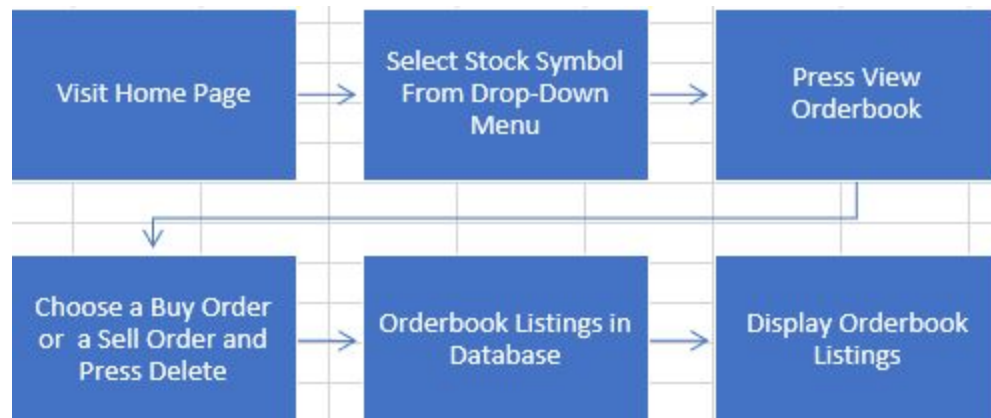 Visit Home Page
Select Stock Symbol
From Drop-Down
Menu
Press View
Orderbook
Choose a Buy Order
or a Sell Order and
Press Delete
Orderbook Listings in
Database
Display Orderbook
Listings